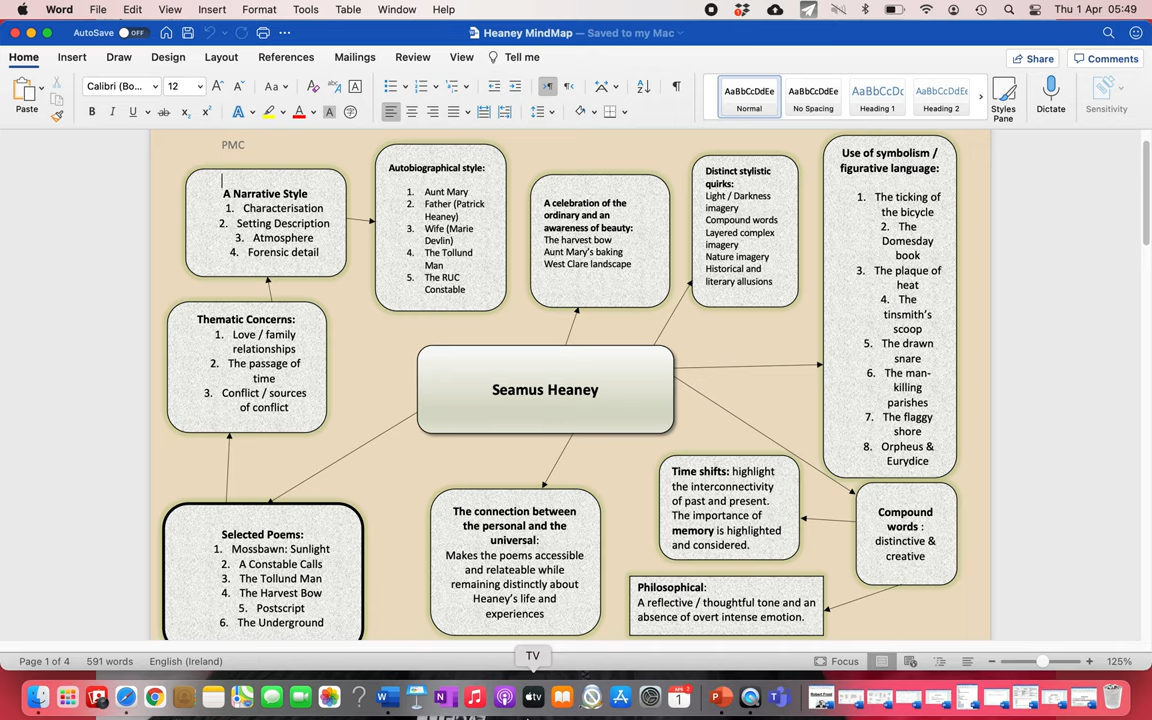 Word File Edit View Insert Format Tools Table Window Help Thu 1 Apr 05:49
AutoSave OFF Heaney MindMap — Saved to my Mac
Home Insert Draw Design Layout References Mailings Review View Tell me Share Comments
Paste Calibri (Bo... 12 Aa AaBbCcDdEe AaBbCcDdEe AaBbCcDc AaBbCcDdEe
Normal No Spacing Heading 1 Heading 2 Styles Pane Dictate Sensitivity
PMC
A Narrative Style
1. Characterisation
2. Setting Description
3. Atmosphere
4. Forensic detail
Autobiographical style:
1. Aunt Mary
2. Father (Patrick
Heaney)
3. Wife (Marie
Devlin)
4. The Tollund
Man
5. The RUC
Constable
A celebration of the
ordinary and an
awareness of beauty:
The harvest bow
Aunt Mary's baking
West Clare landscape
Distinct stylistic
quirks:
Light / Darkness
imagery
Compound words
Layered complex
imagery
Nature imagery
Historical and
literary allusions
Use of symbolism /
figurative language:
1. The ticking of
the bicycle
2. The
Domesday
book
3. The plaque of
heat
4. The
tinsmith's
scoop
5. The drawn
snare
6. The man-
killing
parishes
7. The flaggy
shore
8. Orpheus &
Eurydice
Thematic Concerns:
1. Love / family
relationships
2. The passage of
time
3. Conflict / sources
of conflict
Seamus Heaney
Selected Poems:
1. Mossbawn: Sunlight
2. A Constable Calls
3. The Tollund Man
4. The Harvest Bow
5. Postscript
6. The Underground
The connection between
the personal and the
universal:
Makes the poems accessible
and relateable while
remaining distinctly about
Heaney's life and
experiences
Time shifts: highlight
the interconnectivity
of past and present.
The importance of
memory is highlighted
and considered.
Compound
words :
distinctive &
creative
Philosophical:
A reflective / thoughtful tone and an
absence of overt intense emotion.
Page 1 of 4 591 words English (Ireland) Focus 125%
TV